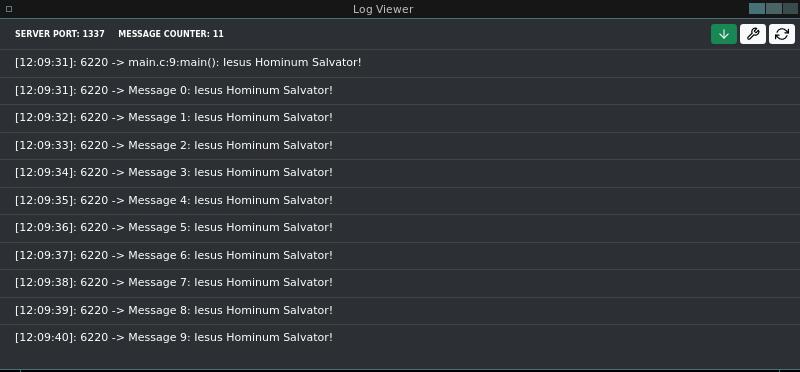 Log Viewer
SERVER PORT: 1337 MESSAGE COUNTER: 11
[12:09:31]: 6220 -> main.c:9:main(): Iesus Hominum Salvator!
[12:09:31]: 6220 -> Message 0: Iesus Hominum Salvator!
[12:09:32]: 6220 -> Message 1: Iesus Hominum Salvator!
[12:09:33]: 6220 -> Message 2: Iesus Hominum Salvator!
[12:09:34]: 6220 -> Message 3: Iesus Hominum Salvator!
[12:09:35]: 6220 -> Message 4: Iesus Hominum Salvator!
[12:09:36]: 6220 -> Message 5: Iesus Hominum Salvator!
[12:09:37]: 6220 -> Message 6: Iesus Hominum Salvator!
[12:09:38]: 6220 -> Message 7: Iesus Hominum Salvator!
[12:09:39]: 6220 -> Message 8: Iesus Hominum Salvator!
[12:09:40]: 6220 -> Message 9: Iesus Hominum Salvator!